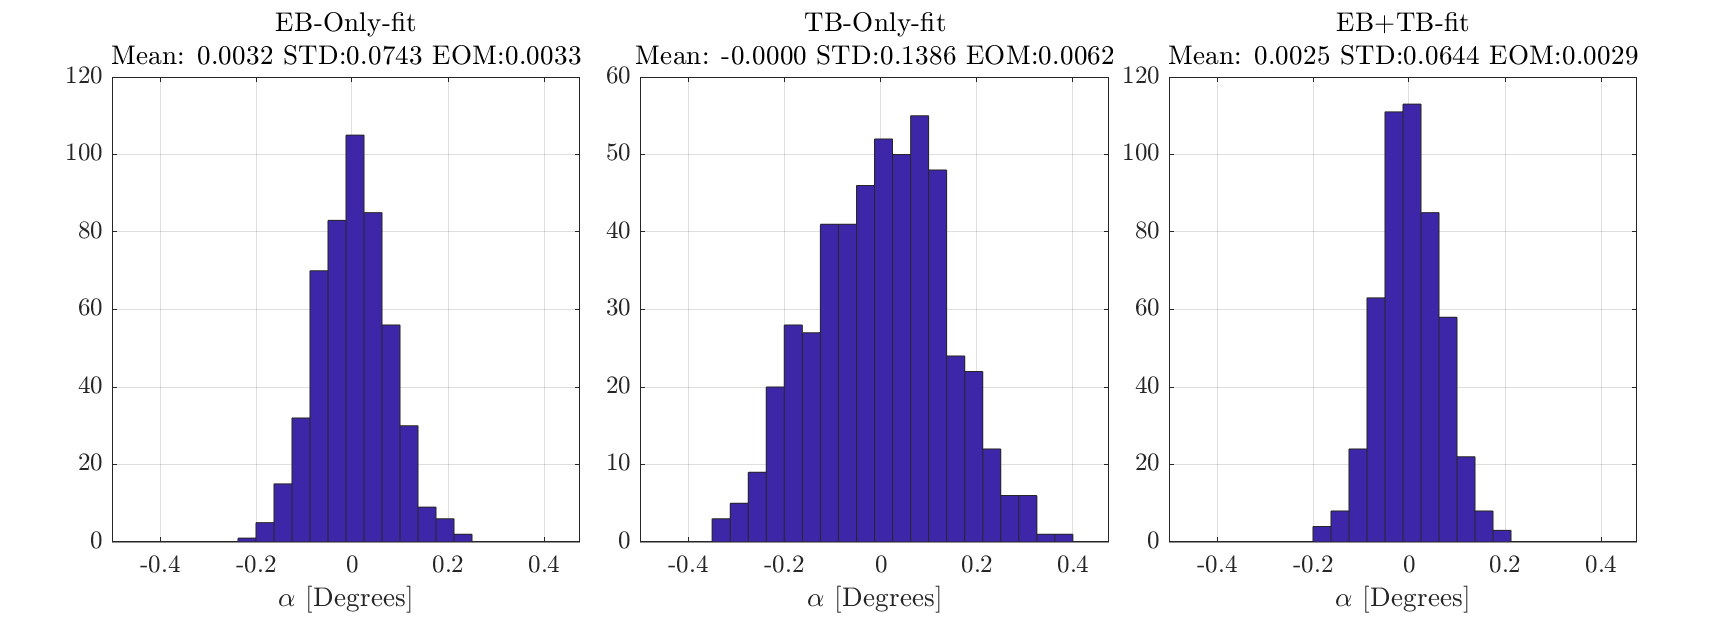 EB-Only-fit
Mean: 0.0032 STD:0.0743 EOM:0.0033
120
100
80
60
40
20
0
-0.4 -0.2 0 0.2 0.4
α [Degrees]
TB-Only-fit
Mean: -0.0000 STD:0.1386 EOM:0.0062
60
50
40
30
20
10
0
-0.4 -0.2 0 0.2 0.4
α [Degrees]
EB+TB-fit
Mean: 0.0025 STD:0.0644 EOM:0.0029
120
100
80
60
40
20
0
-0.4 -0.2 0 0.2 0.4
α [Degrees]